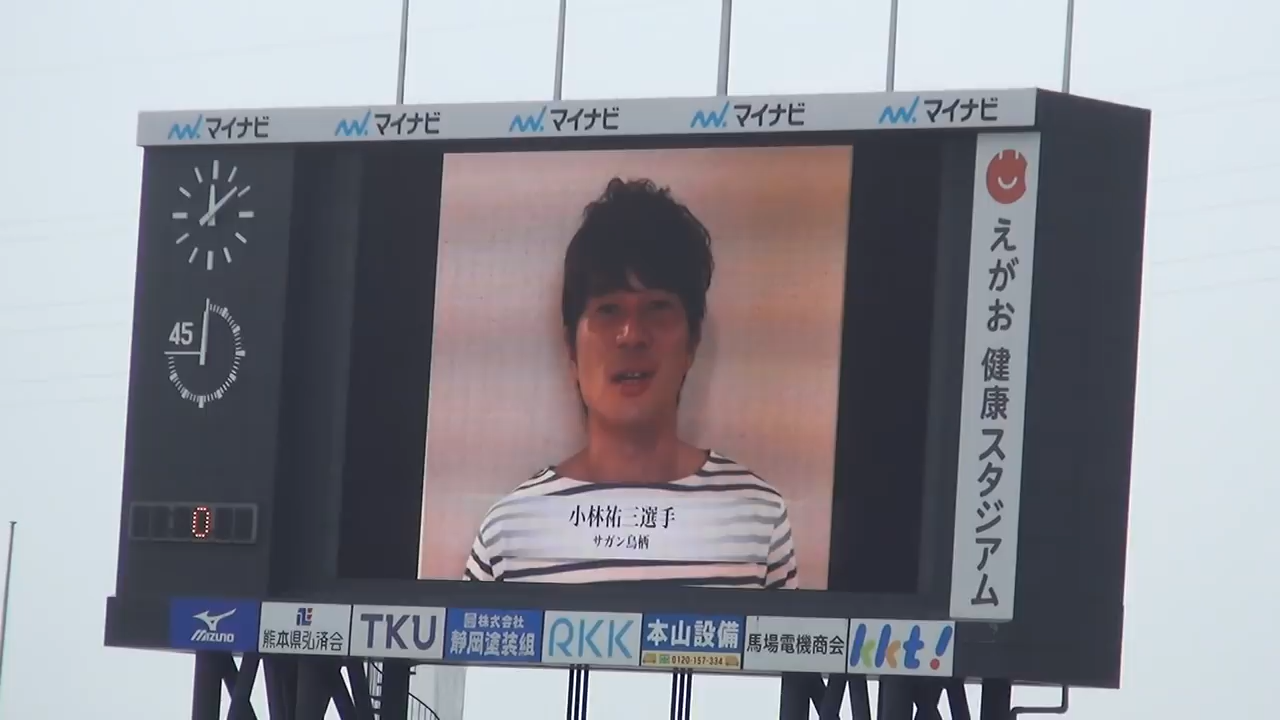 マイナビ マイナビ マイナビ マイナビ マイナビ
45
0
小林祐三選手
サガン鳥栖
えがお 健康スタジアム
MIZUNO
熊本県弘済会
TKU
株式会社
静岡塗装組
RKK
本山設備
0120-157-334
馬場電機商会
kkt!